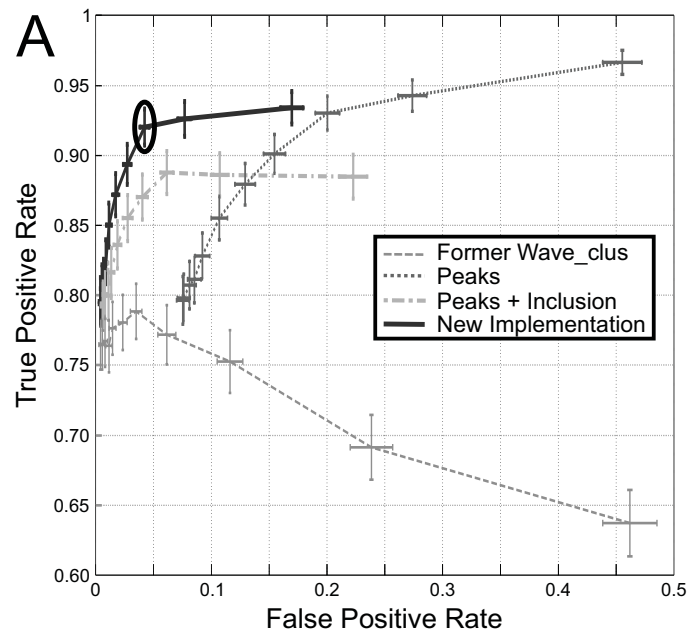 A
1
0.95
0.90
0.85
0.80
0.75
0.70
0.65
0.60
True Positive Rate
Former Wave_clus
Peaks
Peaks + Inclusion
New Implementation
0
0.1
0.2
0.3
0.4
0.5
False Positive Rate